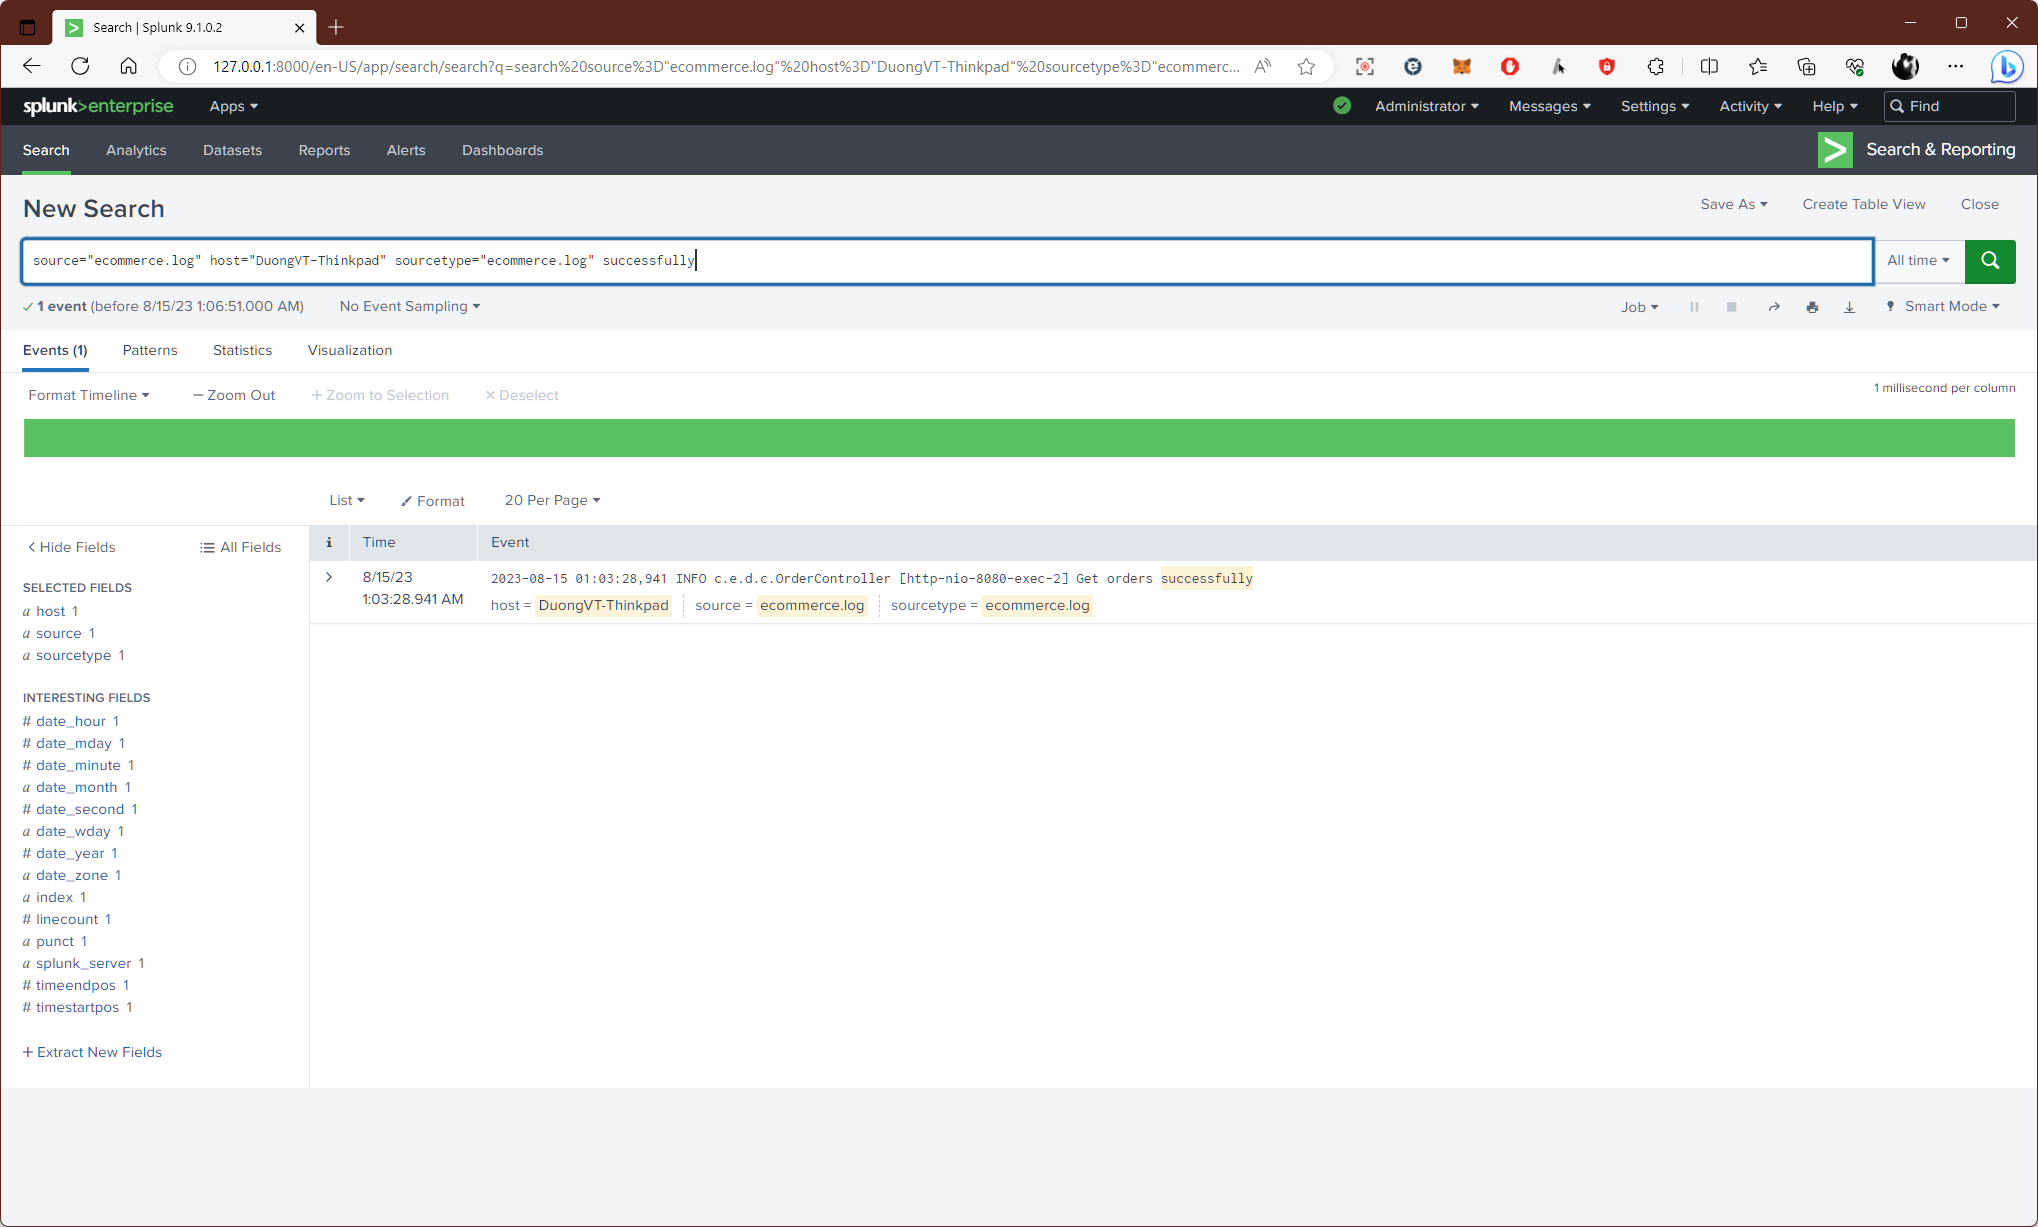 Search | Splunk 9.1.0.2
127.0.0.1:8000/en-US/app/search/search?q=search%20source%3D"ecommerce.log"%20host%3D"DuongVT-Thinkpad"%20sourcetype%3D"ecommerc...
splunk>enterprise Apps Administrator Messages Settings Activity Help Find
Search Analytics Datasets Reports Alerts Dashboards Search & Reporting
New Search Save As Create Table View Close
source="ecommerce.log" host="DuongVT-Thinkpad" sourcetype="ecommerce.log" successfully All time
1 event (before 8/15/23 1:06:51.000 AM) No Event Sampling Job Smart Mode
Events (1) Patterns Statistics Visualization
Format Timeline — Zoom Out + Zoom to Selection × Deselect 1 millisecond per column
List Format 20 Per Page
< Hide Fields All Fields
i Time Event
SELECTED FIELDS
a host 1
a source 1
a sourcetype 1
INTERESTING FIELDS
# date_hour 1
# date_mday 1
# date_minute 1
a date_month 1
# date_second 1
a date_wday 1
# date_year 1
a date_zone 1
a index 1
# linecount 1
a punct 1
a splunk_server 1
# timeendpos 1
# timestartpos 1
+ Extract New Fields
> 8/15/23
1:03:28.941 AM
2023-08-15 01:03:28,941 INFO c.e.d.c.OrderController [http-nio-8080-exec-2] Get orders successfully
host = DuongVT-Thinkpad source = ecommerce.log sourcetype = ecommerce.log